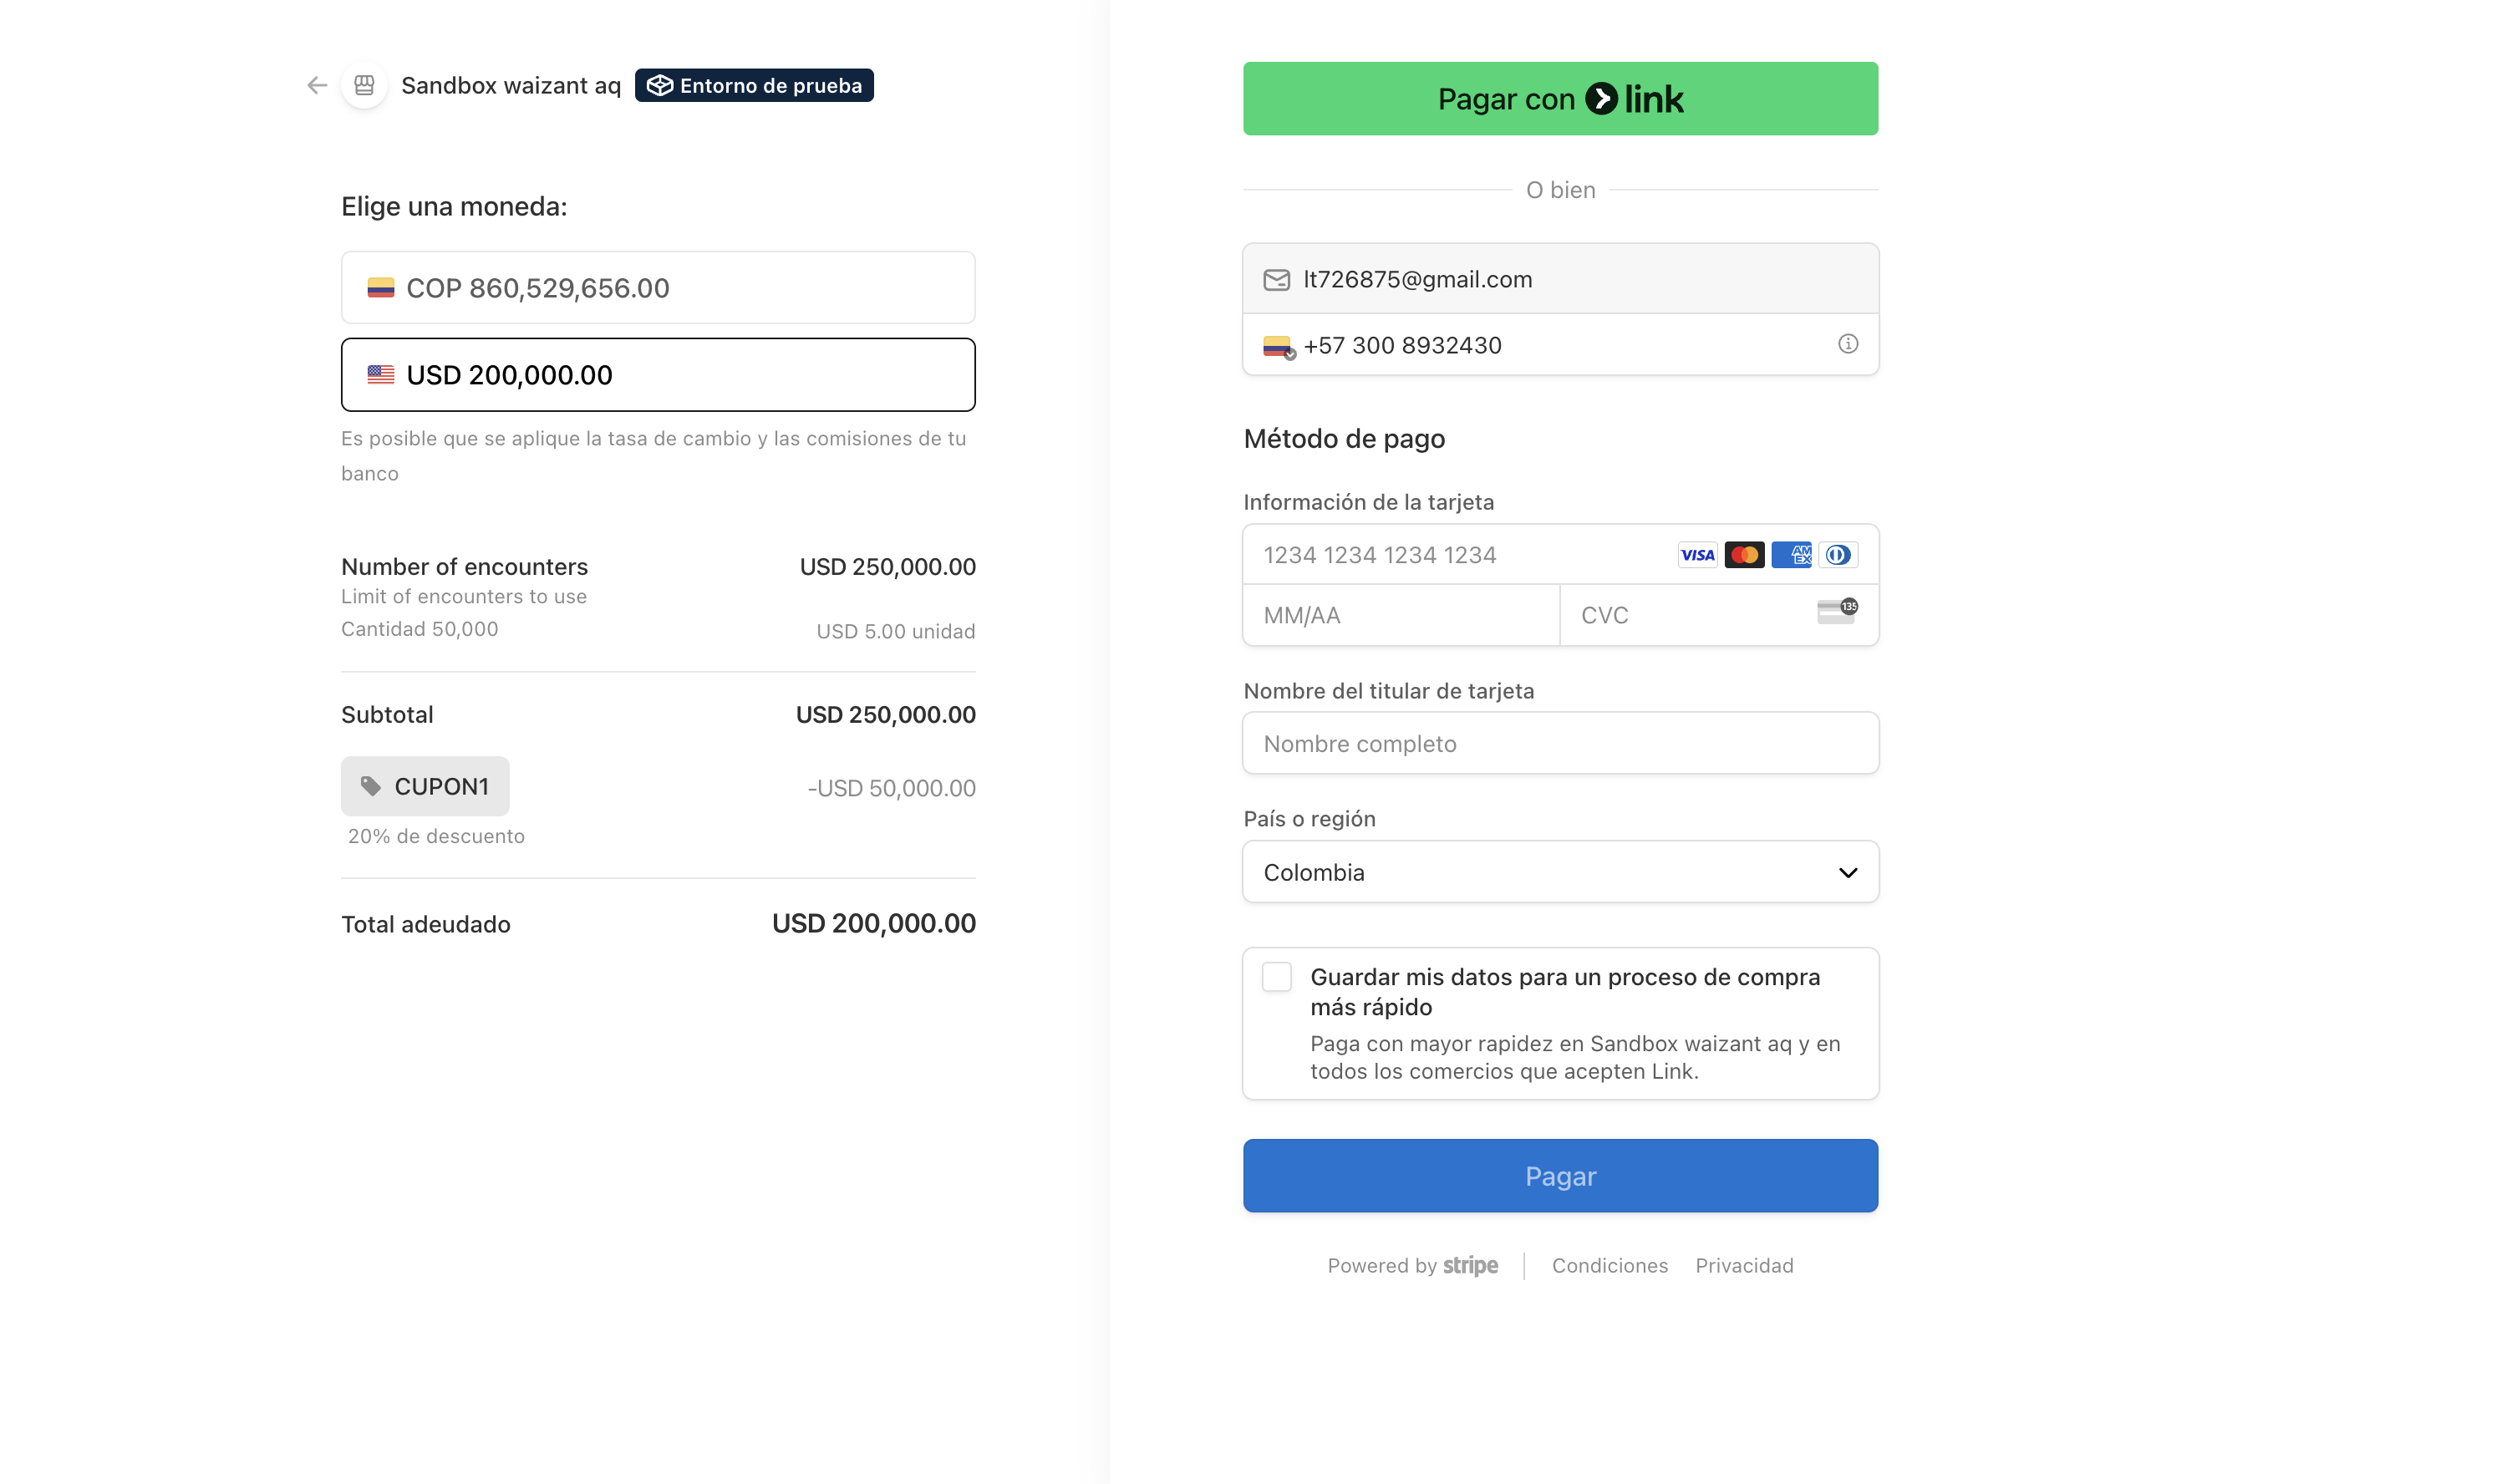 Sandbox waizant aq Entorno de prueba
Elige una moneda:
COP 860,529,656.00
USD 200,000.00
Es posible que se aplique la tasa de cambio y las comisiones de tu
banco
Number of encounters USD 250,000.00
Limit of encounters to use
Cantidad 50,000 USD 5.00 unidad
Subtotal USD 250,000.00
CUPON1 -USD 50,000.00
20% de descuento
Total adeudado USD 200,000.00
Pagar con link
O bien
lt726875@gmail.com
+57 300 8932430
Método de pago
Información de la tarjeta
1234 1234 1234 1234 VISA AMEX
MM/AA CVC 135
Nombre del titular de tarjeta
Nombre completo
País o región
Colombia
Guardar mis datos para un proceso de compra
más rápido
Paga con mayor rapidez en Sandbox waizant aq y en
todos los comercios que acepten Link.
Pagar
Powered by stripe Condiciones Privacidad